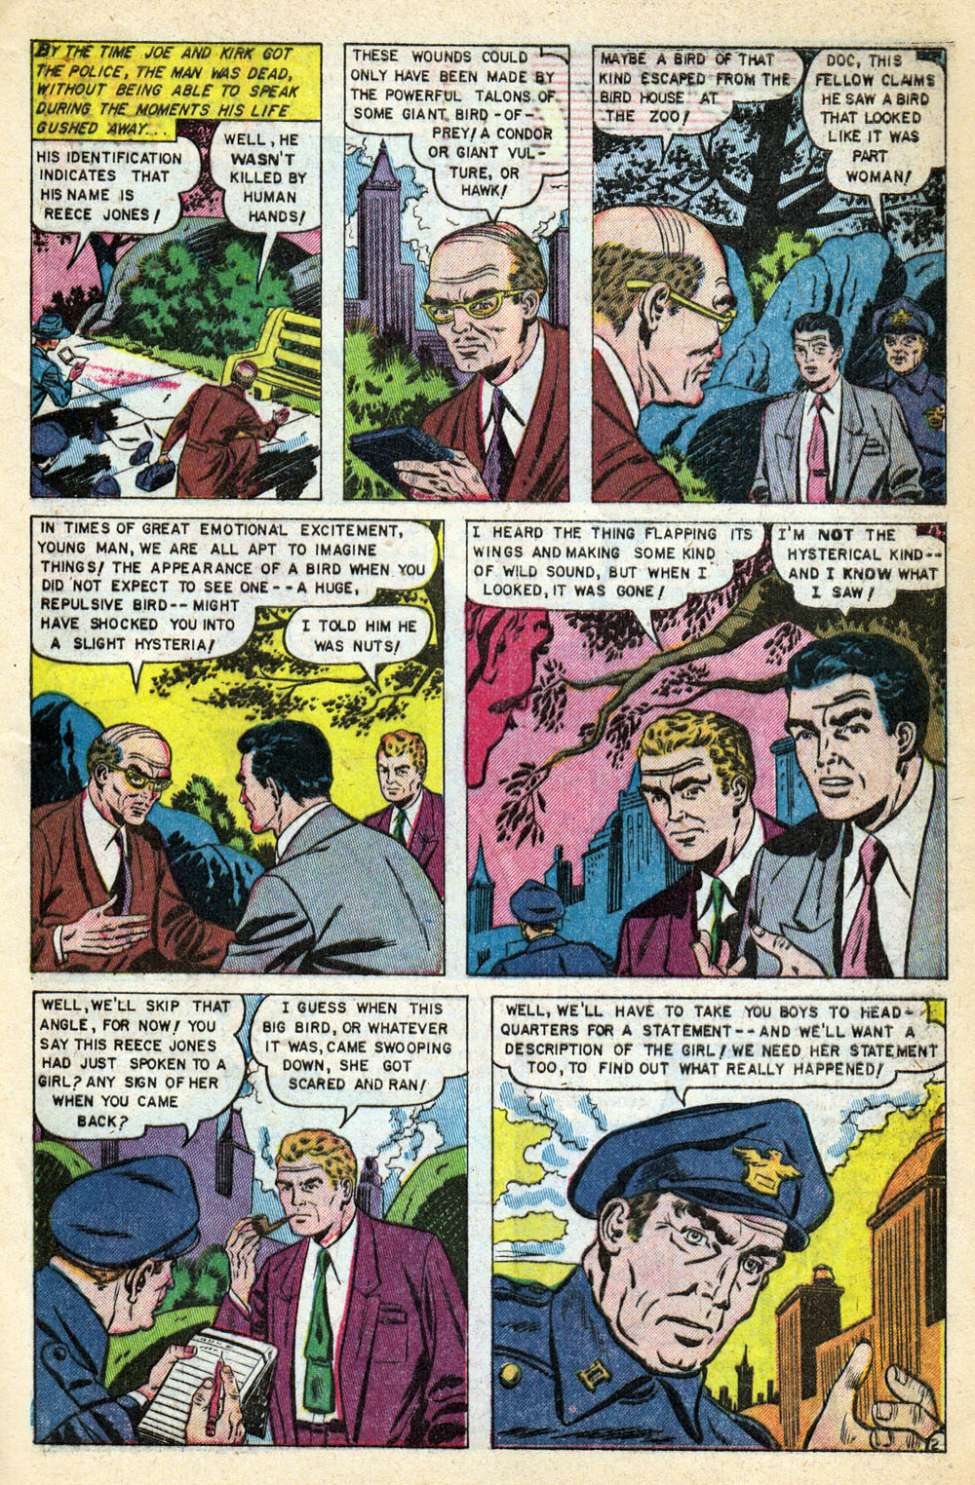 BY THE TIME JOE AND KIRK GOT
THE POLICE, THE MAN WAS DEAD,
WITHOUT BEING ABLE TO SPEAK
DURING THE MOMENTS HIS LIFE
GUSHED AWAY...
HIS IDENTIFICATION
INDICATES THAT
HIS NAME IS
REECE JONES!
WELL, HE
WASN'T
KILLED BY
HUMAN
HANDS!
THESE WOUNDS COULD
ONLY HAVE BEEN MADE BY
THE POWERFUL TALONS OF
SOME GIANT BIRD-OF-
PREY! A CONDOR
OR GIANT VUL-
TURE, OR
HAWK!
MAYBE A BIRD OF THAT
KIND ESCAPED FROM THE
BIRD HOUSE AT
THE ZOO!
DOC, THIS
FELLOW CLAIMS
HE SAW A BIRD
THAT LOOKED
LIKE IT WAS
PART
WOMAN!
IN TIMES OF GREAT EMOTIONAL EXCITEMENT,
YOUNG MAN, WE ARE ALL APT TO IMAGINE
THINGS! THE APPEARANCE OF A BIRD WHEN YOU
DID NOT EXPECT TO SEE ONE--A HUGE,
REPULSIVE BIRD--MIGHT
HAVE SHOCKED YOU INTO
A SLIGHT HYSTERIA!
I TOLD HIM HE
WAS NUTS!
I HEARD THE THING FLAPPING ITS
WINGS AND MAKING SOME KIND
OF WILD SOUND, BUT WHEN I
LOOKED, IT WAS GONE!
I'M NOT THE
HYSTERICAL KIND--
AND I KNOW WHAT
I SAW!
WELL, WE'LL SKIP THAT
ANGLE, FOR NOW! YOU
SAY THIS REECE JONES
HAD JUST SPOKEN TO A
GIRL? ANY SIGN OF HER
WHEN YOU CAME
BACK?
I GUESS WHEN THIS
BIG BIRD, OR WHATEVER
IT WAS, CAME SWOOPING
DOWN, SHE GOT
SCARED AND RAN!
WELL, WE'LL HAVE TO TAKE YOU BOYS TO HEAD-
QUARTERS FOR A STATEMENT--AND WE'LL WANT A
DESCRIPTION OF THE GIRL! WE NEED HER STATEMENT
TOO, TO FIND OUT WHAT REALLY HAPPENED!
2